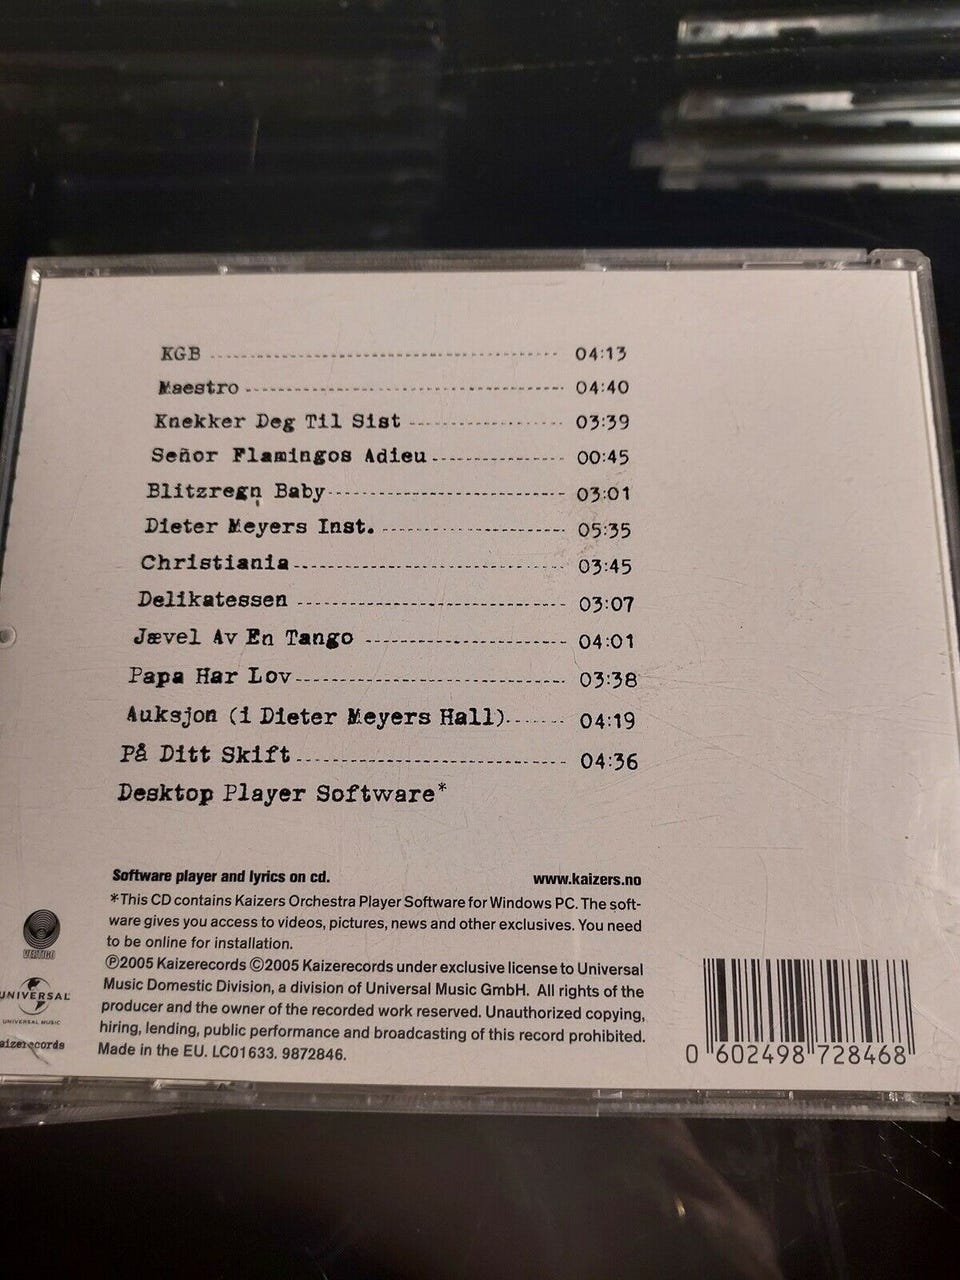 KGB 04:13
Maestro 04:40
Knekker Deg Til Sist 03:39
Señor Flamingos Adieu 00:45
Blitzregn Baby 03:01
Dieter Meyers Inst. 05:35
Christiania 03:45
Delikatessen 03:07
Jævel Av En Tango 04:01
Papa Har Lov 03:38
Auksjon (i Dieter Meyers Hall) 04:19
På Ditt Skift 04:36
Desktop Player Software*
Software player and lyrics on cd. www.kaizers.no
*This CD contains Kaizers Orchestra Player Software for Windows PC. The soft-
ware gives you access to videos, pictures, news and other exclusives. You need
to be online for installation.
℗2005 Kaizerecords ©2005 Kaizerecords under exclusive license to Universal
Music Domestic Division, a division of Universal Music GmbH. All rights of the
producer and the owner of the recorded work reserved. Unauthorized copying,
hiring, lending, public performance and broadcasting of this record prohibited.
Made in the EU. LC01633. 9872846.
VERTIGO
UNIVERSAL
UNIVERSAL MUSIC
aizerecords
0 602498 728468